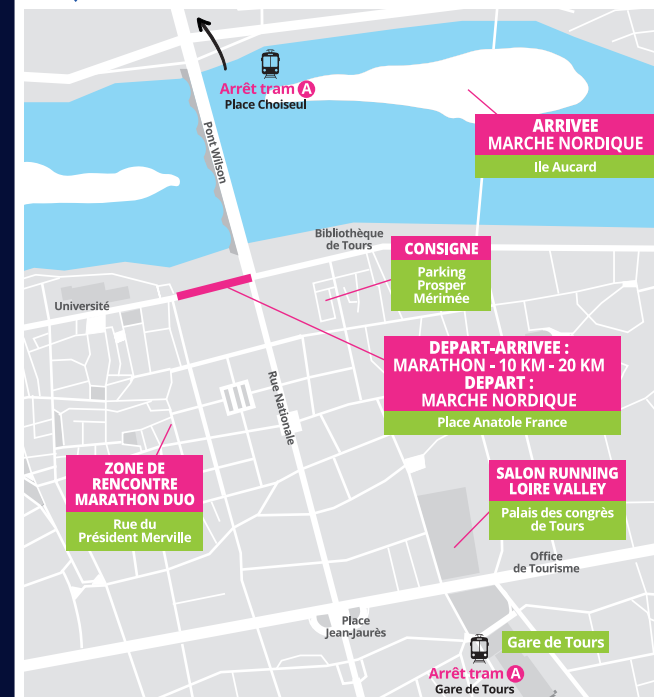 Arrêt tram A
Place Choiseul
ARRIVEE
MARCHE NORDIQUE
Ile Aucard
Pont Wilson
Bibliothèque
de Tours
CONSIGNE
Parking
Prosper
Mérimée
Université
DEPART-ARRIVEE :
MARATHON - 10 KM - 20 KM
DEPART :
MARCHE NORDIQUE
Place Anatole France
Rue Nationale
ZONE DE
RENCONTRE
MARATHON DUO
Rue du
Président Merville
SALON RUNNING
LOIRE VALLEY
Palais des congrès
de Tours
Office
de Tourisme
Place
Jean-Jaurès
Gare de Tours
Arrêt tram A
Gare de Tours